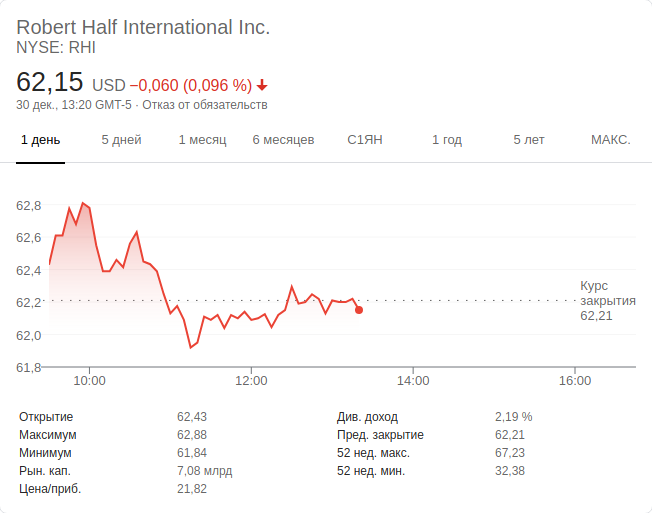 Robert Half International Inc.
NYSE: RHI
62,15 USD −0,060 (0,096 %)
30 дек., 13:20 GMT-5 · Отказ от обязательств
1 день 5 дней 1 месяц 6 месяцев С1ЯН 1 год 5 лет МАКС.
62,8
62,6
62,4
62,2
62,0
61,8
Курс
закрытия
62,21
10:00 12:00 14:00 16:00
Открытие 62,43 Див. доход 2,19 %
Максимум 62,88 Пред. закрытие 62,21
Минимум 61,84 52 нед. макс. 67,23
Рын. кап. 7,08 млрд 52 нед. мин. 32,38
Цена/приб. 21,82